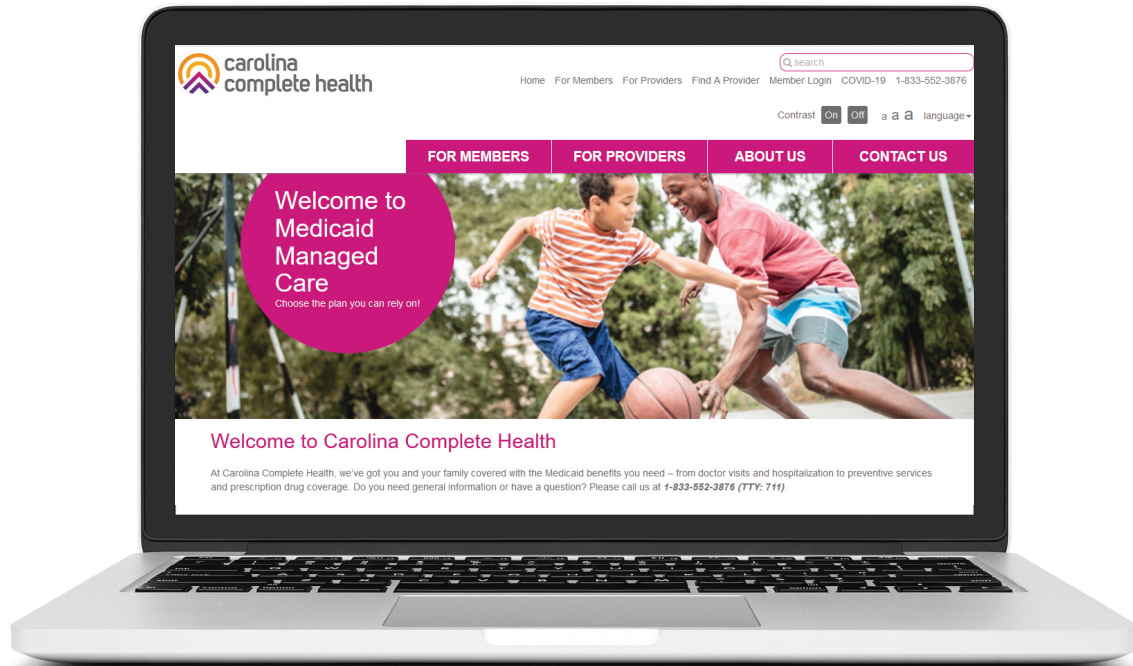 carolina
complete health
search
Home For Members For Providers Find A Provider Member Login COVID-19 1-833-552-3876
Contrast On Off a a a language
FOR MEMBERS FOR PROVIDERS ABOUT US CONTACT US
Welcome to
Medicaid
Managed
Care
Choose the plan you can rely on!
Welcome to Carolina Complete Health
At Carolina Complete Health, we've got you and your family covered with the Medicaid benefits you need – from doctor visits and hospitalization to preventive services
and prescription drug coverage. Do you need general information or have a question? Please call us at 1-833-552-3876 (TTY: 711).